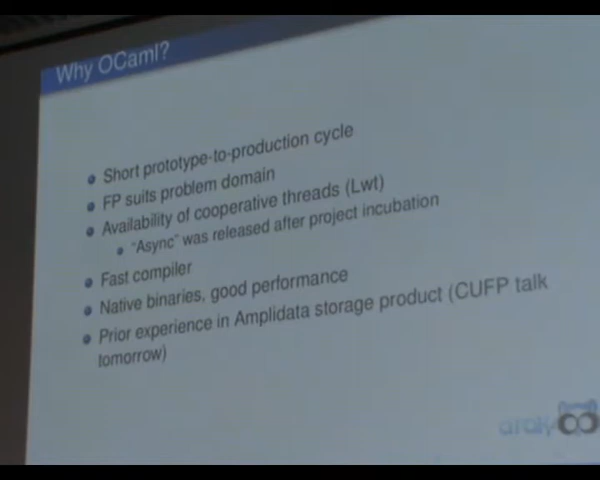 Why OCaml?
Short prototype-to-production cycle
FP suits problem domain
Availability of cooperative threads (Lwt)
"Async" was released after project incubation
Fast compiler
Native binaries, good performance
Prior experience in Amplidata storage product (CUFP talk
tomorrow)